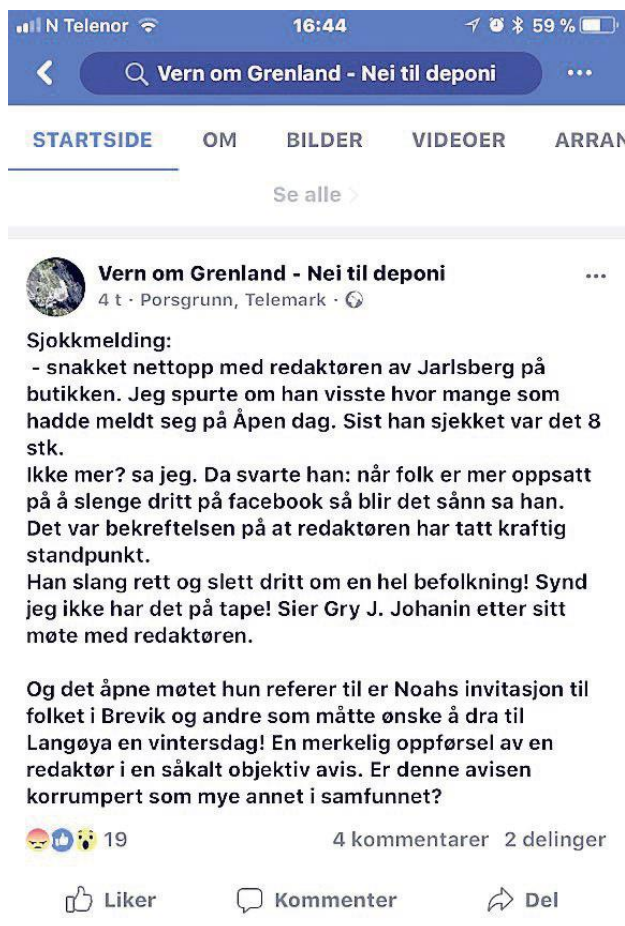 N Telenor 16:44 59 %
Vern om Grenland - Nei til deponi
STARTSIDE OM BILDER VIDEOER ARRAN
Se alle
Vern om Grenland - Nei til deponi
4 t · Porsgrunn, Telemark ·
Sjokkmelding:
- snakket nettopp med redaktøren av Jarlsberg på
butikken. Jeg spurte om han visste hvor mange som
hadde meldt seg på Åpen dag. Sist han sjekket var det 8
stk.
Ikke mer? sa jeg. Da svarte han: når folk er mer oppsatt
på å slenge dritt på facebook så blir det sånn sa han.
Det var bekreftelsen på at redaktøren har tatt kraftig
standpunkt.
Han slang rett og slett dritt om en hel befolkning! Synd
jeg ikke har det på tape! Sier Gry J. Johanin etter sitt
møte med redaktøren.
Og det åpne møtet hun referer til er Noahs invitasjon til
folket i Brevik og andre som måtte ønske å dra til
Langøya en vintersdag! En merkelig oppførsel av en
redaktør i en såkalt objektiv avis. Er denne avisen
korrumpert som mye annet i samfunnet?
19 4 kommentarer 2 delinger
Liker Kommenter Del